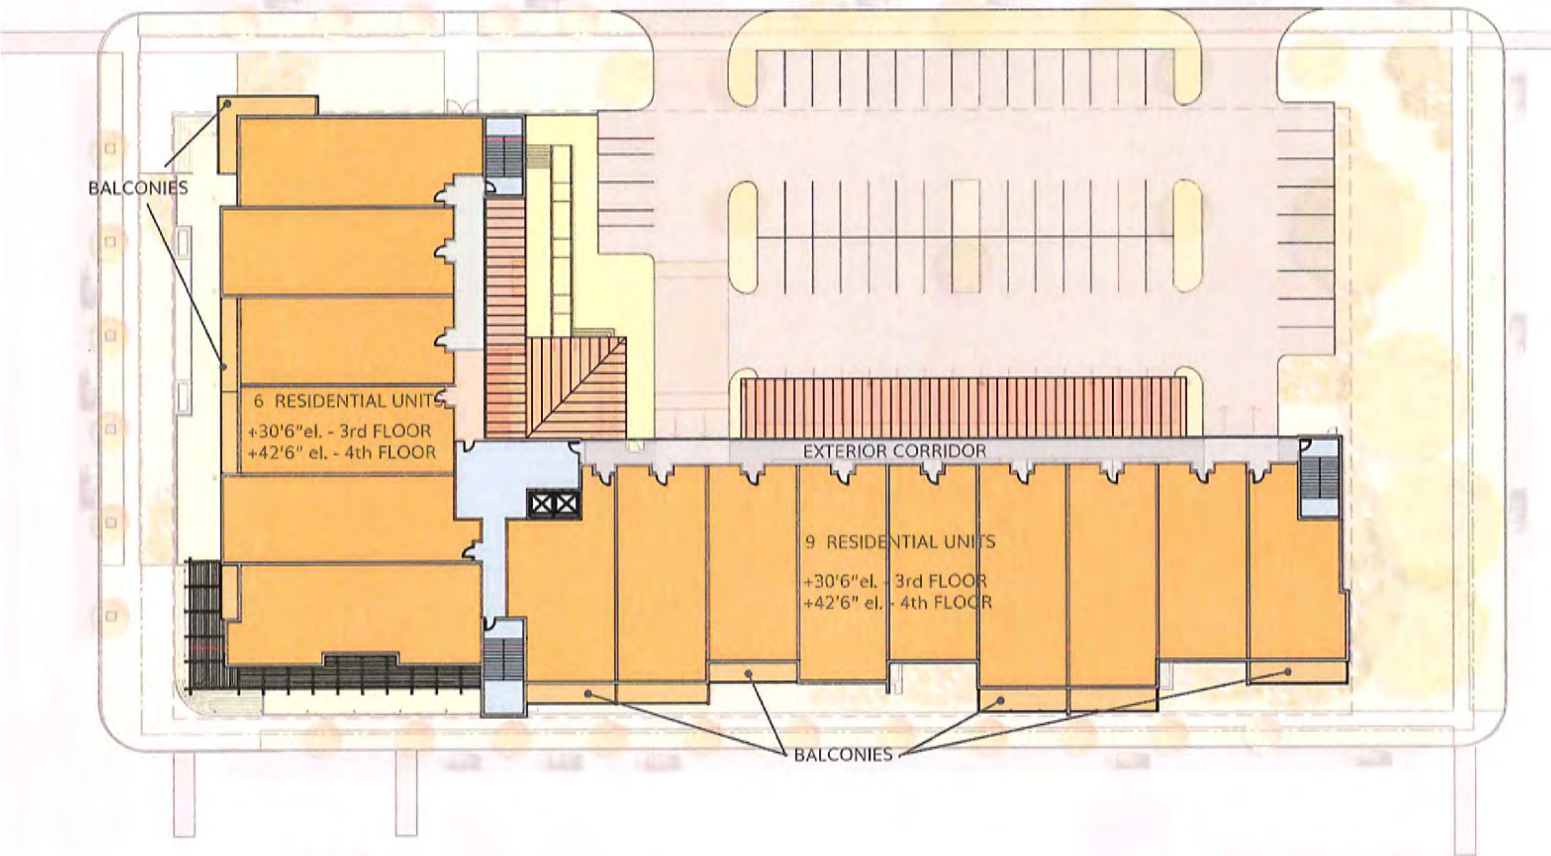 BALCONIES
6 RESIDENTIAL UNITS
+30'6"el. - 3rd FLOOR
+42'6" el. - 4th FLOOR
EXTERIOR CORRIDOR
9 RESIDENTIAL UNITS
+30'6"el. - 3rd FLOOR
+42'6" el. - 4th FLOOR
BALCONIES